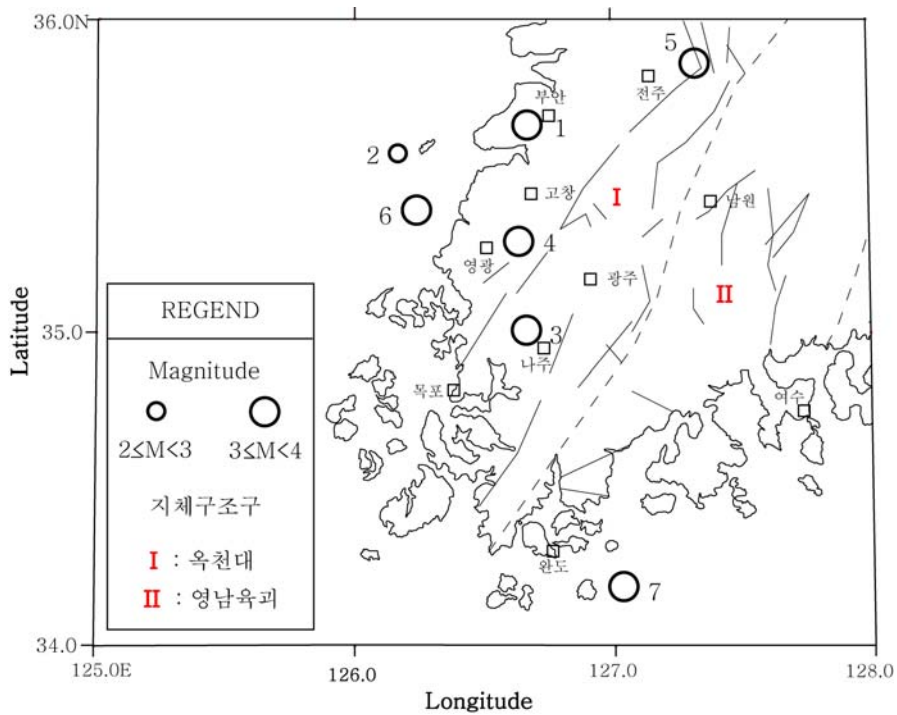 36.0N
5
전주
부안
1
2
고창
I
남원
6
4
영광
광주
II
35.0
3
나주
목포
여수
완도
7
34.0
125.0E
126.0
127.0
128.0
Latitude
Longitude
REGEND
Magnitude
2≤M<3
3≤M<4
지체구조구
I : 옥천대
II : 영남육괴